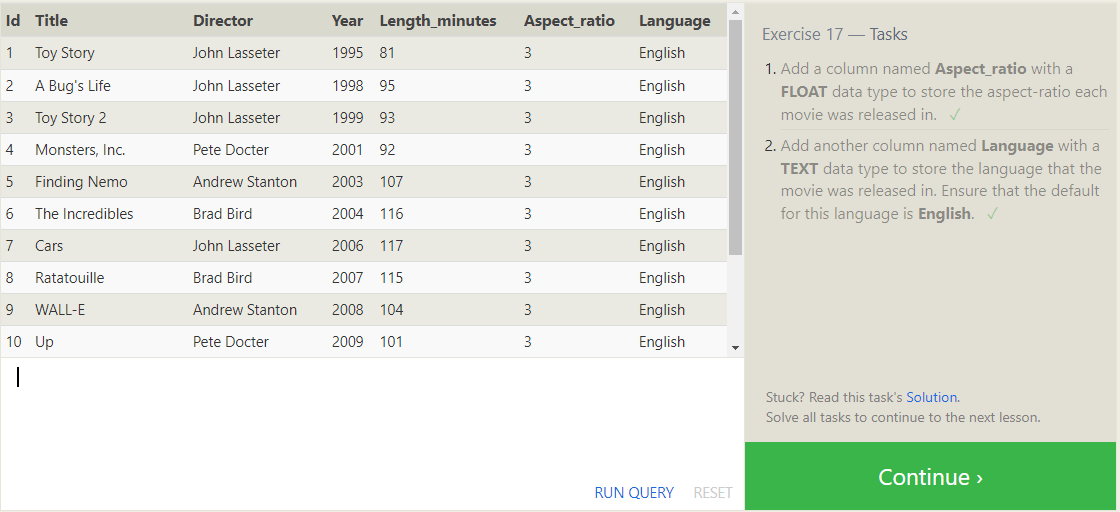 Id Title Director Year Length_minutes Aspect_ratio Language
1 Toy Story John Lasseter 1995 81 3 English
2 A Bug's Life John Lasseter 1998 95 3 English
3 Toy Story 2 John Lasseter 1999 93 3 English
4 Monsters, Inc. Pete Docter 2001 92 3 English
5 Finding Nemo Andrew Stanton 2003 107 3 English
6 The Incredibles Brad Bird 2004 116 3 English
7 Cars John Lasseter 2006 117 3 English
8 Ratatouille Brad Bird 2007 115 3 English
9 WALL-E Andrew Stanton 2008 104 3 English
10 Up Pete Docter 2009 101 3 English
RUN QUERY RESET
Exercise 17 — Tasks
1. Add a column named Aspect_ratio with a
FLOAT data type to store the aspect-ratio each
movie was released in. ✓
2. Add another column named Language with a
TEXT data type to store the language that the
movie was released in. Ensure that the default
for this language is English. ✓
Stuck? Read this task's Solution.
Solve all tasks to continue to the next lesson.
Continue ›